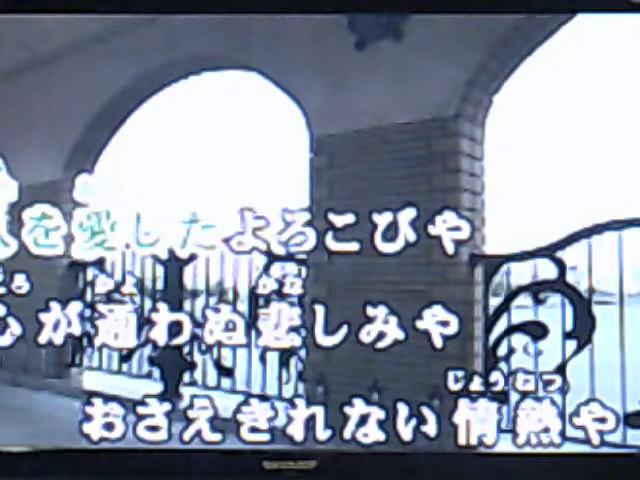 を愛したよろこびや
心が通わぬ悲しみや
おさえきれない情熱や